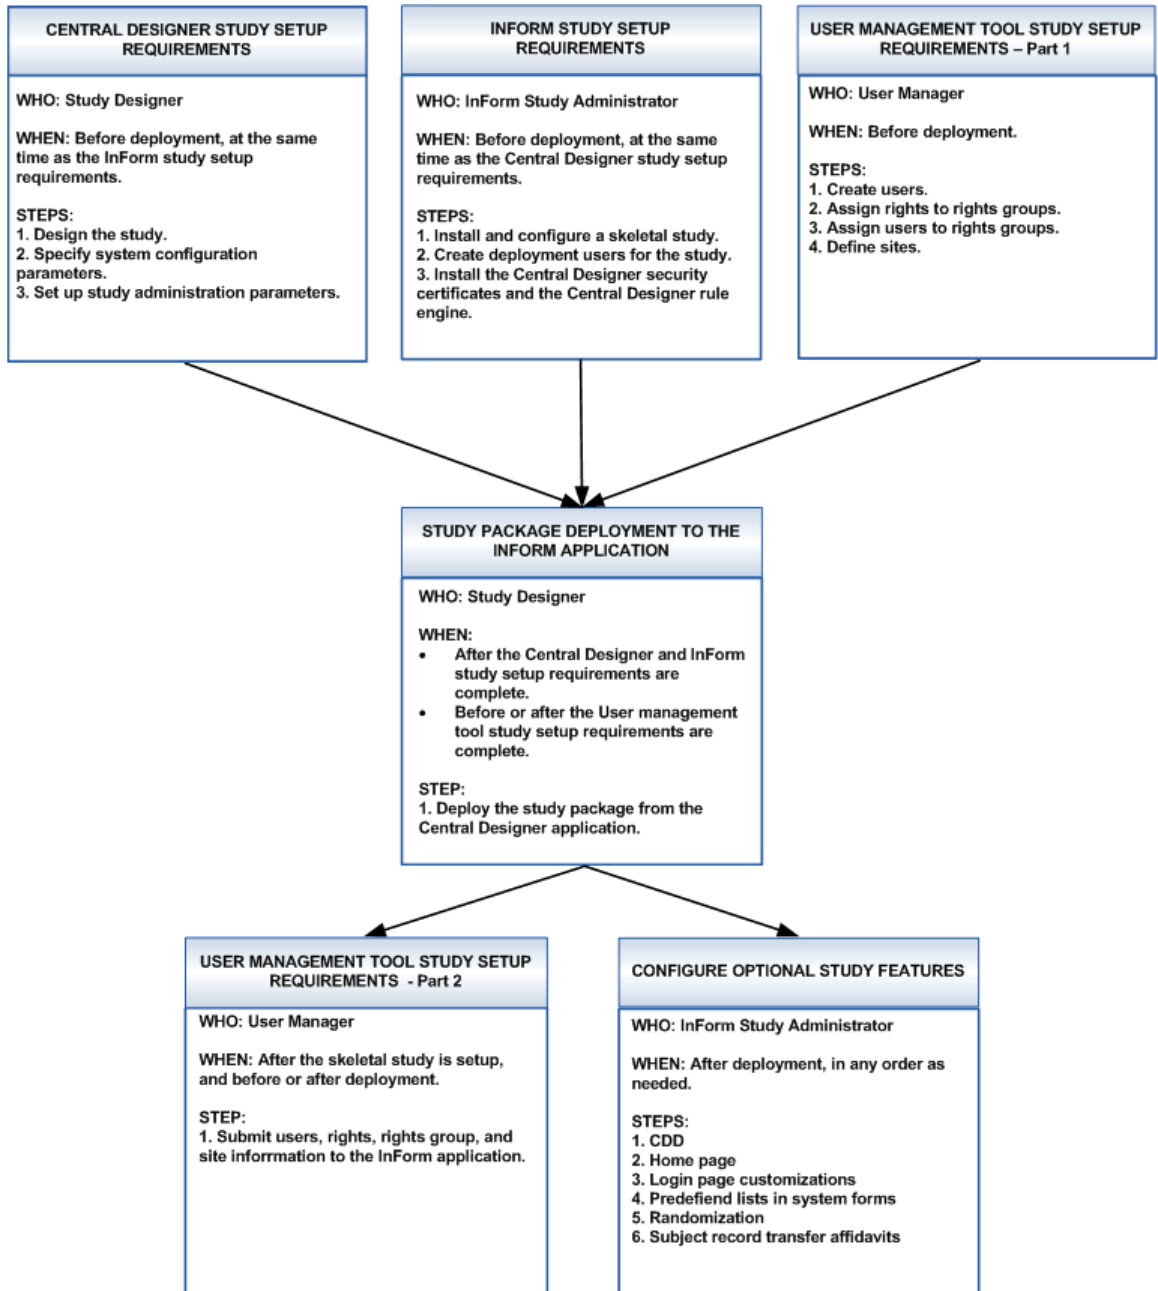 CENTRAL DESIGNER STUDY SETUP
REQUIREMENTS
WHO: Study Designer
WHEN: Before deployment, at the same
time as the InForm study setup
requirements.
STEPS:
1. Design the study.
2. Specify system configuration
parameters.
3. Set up study administration parameters.
INFORM STUDY SETUP
REQUIREMENTS
WHO: InForm Study Administrator
WHEN: Before deployment, at the same
time as the Central Designer study setup
requirements.
STEPS:
1. Install and configure a skeletal study.
2. Create deployment users for the study.
3. Install the Central Designer security
certificates and the Central Designer rule
engine.
USER MANAGEMENT TOOL STUDY SETUP
REQUIREMENTS – Part 1
WHO: User Manager
WHEN: Before deployment.
STEPS:
1. Create users.
2. Assign rights to rights groups.
3. Assign users to rights groups.
4. Define sites.
STUDY PACKAGE DEPLOYMENT TO THE
INFORM APPLICATION
WHO: Study Designer
WHEN:
• After the Central Designer and InForm
study setup requirements are
complete.
• Before or after the User management
tool study setup requirements are
complete.
STEP:
1. Deploy the study package from the
Central Designer application.
USER MANAGEMENT TOOL STUDY SETUP
REQUIREMENTS - Part 2
WHO: User Manager
WHEN: After the skeletal study is setup,
and before or after deployment.
STEP:
1. Submit users, rights, rights group, and
site inforrmation to the InForm application.
CONFIGURE OPTIONAL STUDY FEATURES
WHO: InForm Study Administrator
WHEN: After deployment, in any order as
needed.
STEPS:
1. CDD
2. Home page
3. Login page customizations
4. Predefiend lists in system forms
5. Randomization
6. Subject record transfer affidavits